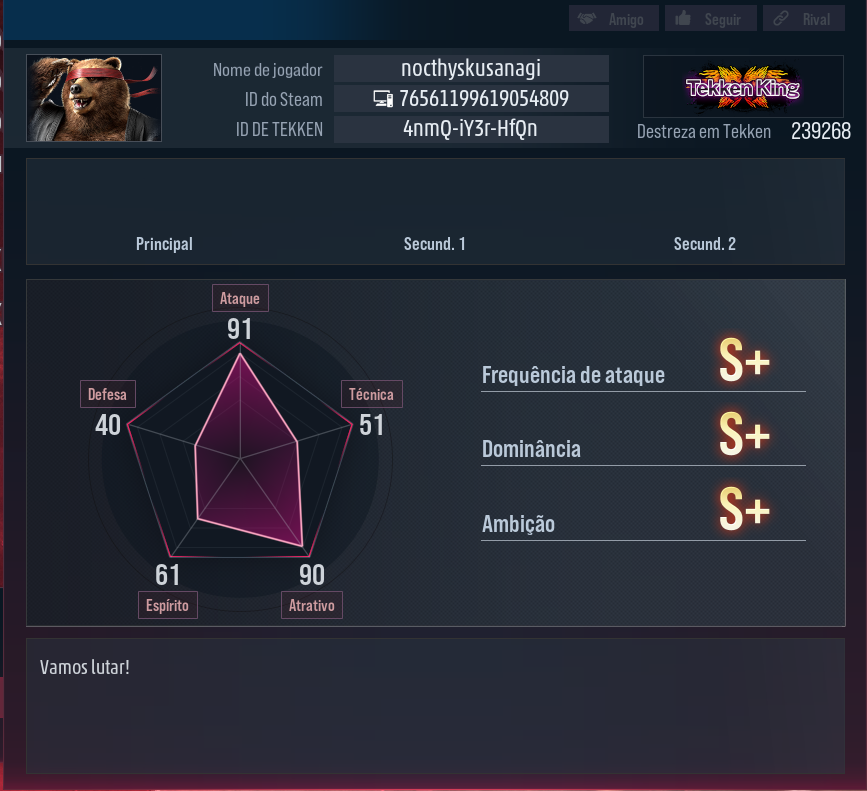 Amigo Seguir Rival
Nome de jogador nocthyskusanagi
ID do Steam 76561199619054809
ID DE TEKKEN 4nmQ-iY3r-HfQn
Tekken King
Destreza em Tekken 239268
Principal Secund. 1 Secund. 2
Ataque
91
Defesa
40
Técnica
51
61
Espírito
90
Atrativo
Frequência de ataque S+
Dominância S+
Ambição S+
Vamos lutar!